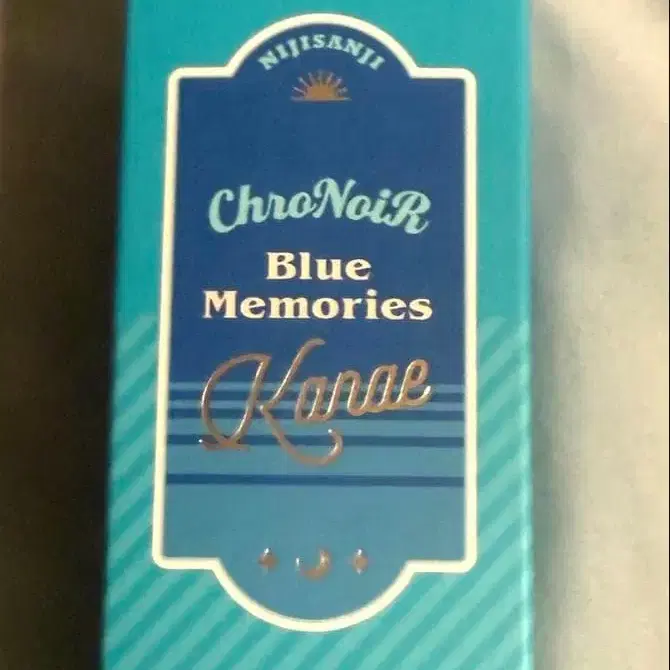 NIJISANJI
ChroNoiR
Blue
Memories
Kanae